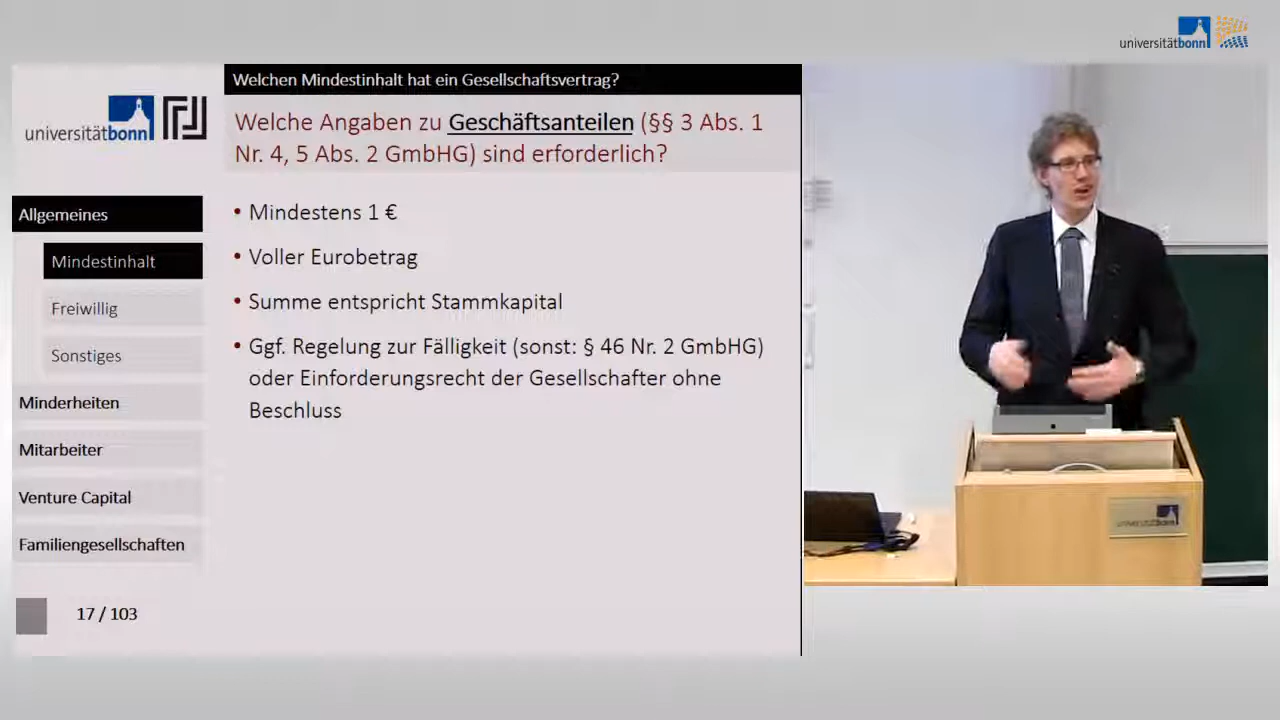 universitätbonn
Welchen Mindestinhalt hat ein Gesellschaftsvertrag?
universitätbonn
Welche Angaben zu Geschäftsanteilen (§§ 3 Abs. 1
Nr. 4, 5 Abs. 2 GmbHG) sind erforderlich?
Allgemeines
Mindestinhalt
Freiwillig
Sonstiges
Minderheiten
Mitarbeiter
Venture Capital
Familiengesellschaften
• Mindestens 1 €
• Voller Eurobetrag
• Summe entspricht Stammkapital
• Ggf. Regelung zur Fälligkeit (sonst: § 46 Nr. 2 GmbHG)
oder Einforderungsrecht der Gesellschafter ohne
Beschluss
17 / 103
universitätbonn